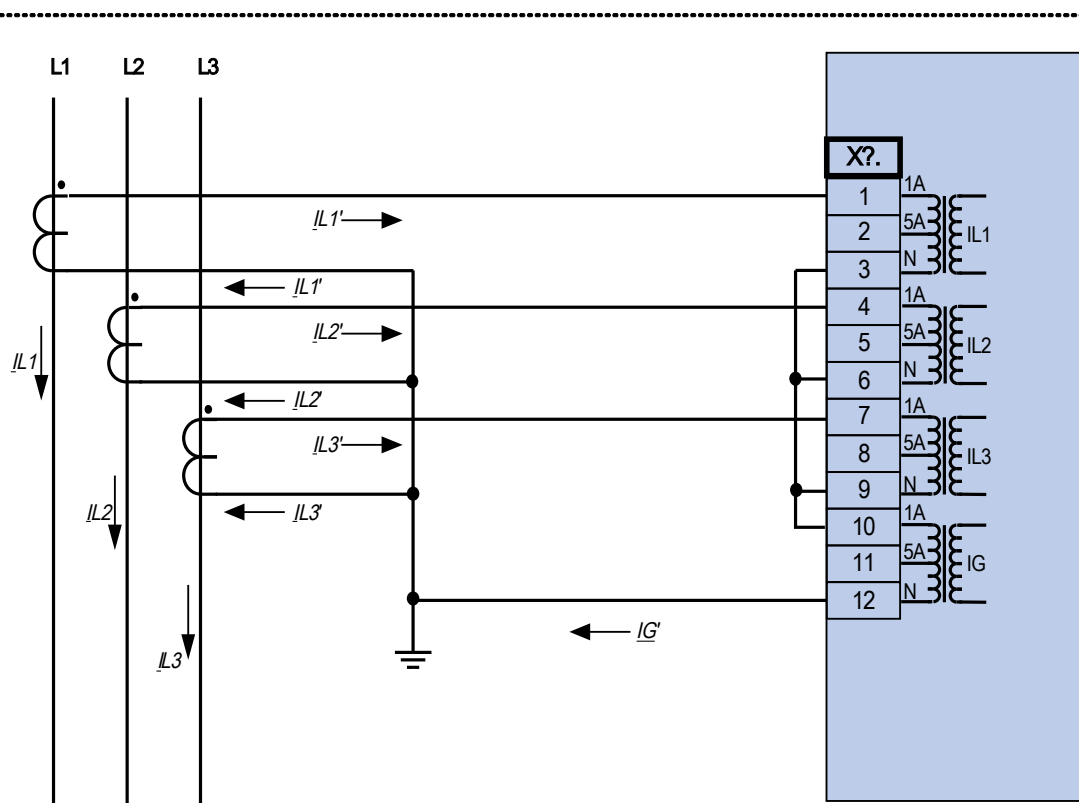 L1 L2 L3
X?.
1 1A
IL1'
2 5A IL1
3 N
IL1'
4 1A
IL2'
5 5A IL2
IL1
6 N
IL2'
7 1A
IL3'
8 5A IL3
9 N
IL2
IL3'
10 1A
11 5A IG
12 N
IG'
IL3